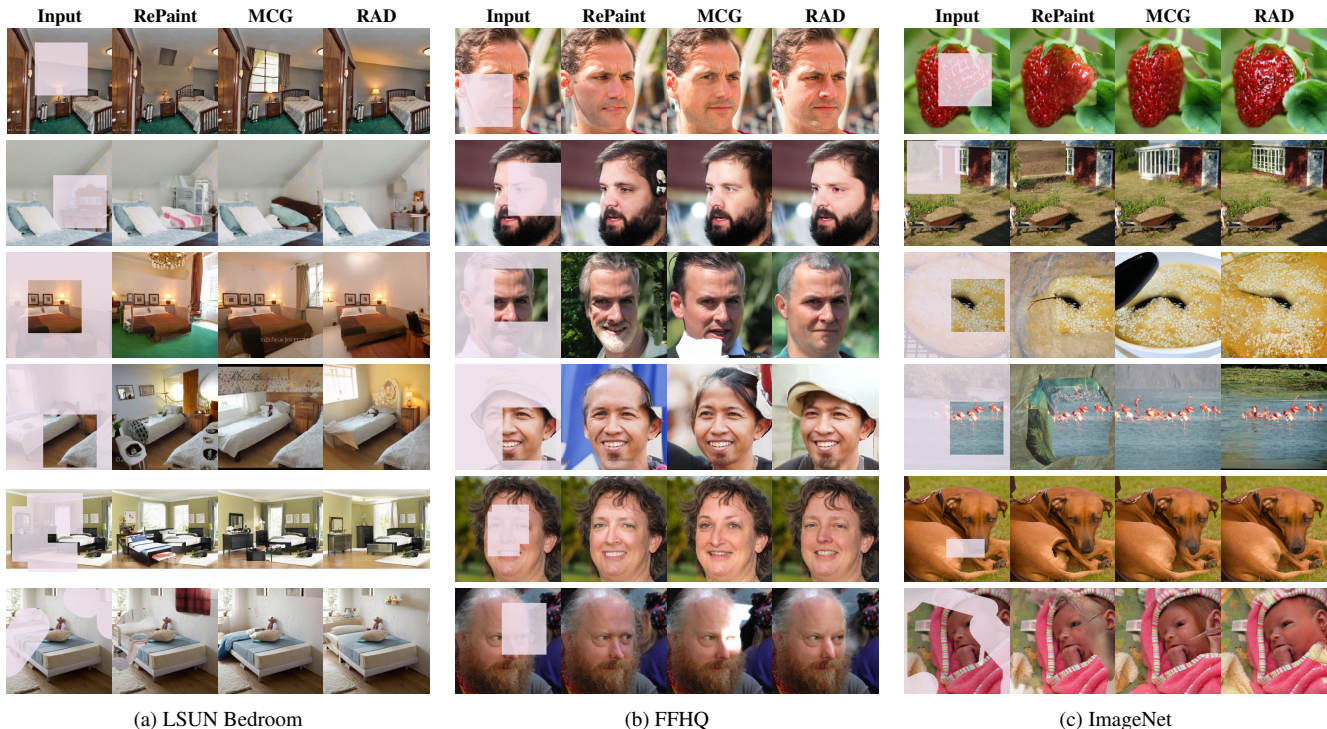 Input RePaint MCG RAD Input RePaint MCG RAD Input RePaint MCG RAD
(a) LSUN Bedroom (b) FFHQ (c) ImageNet